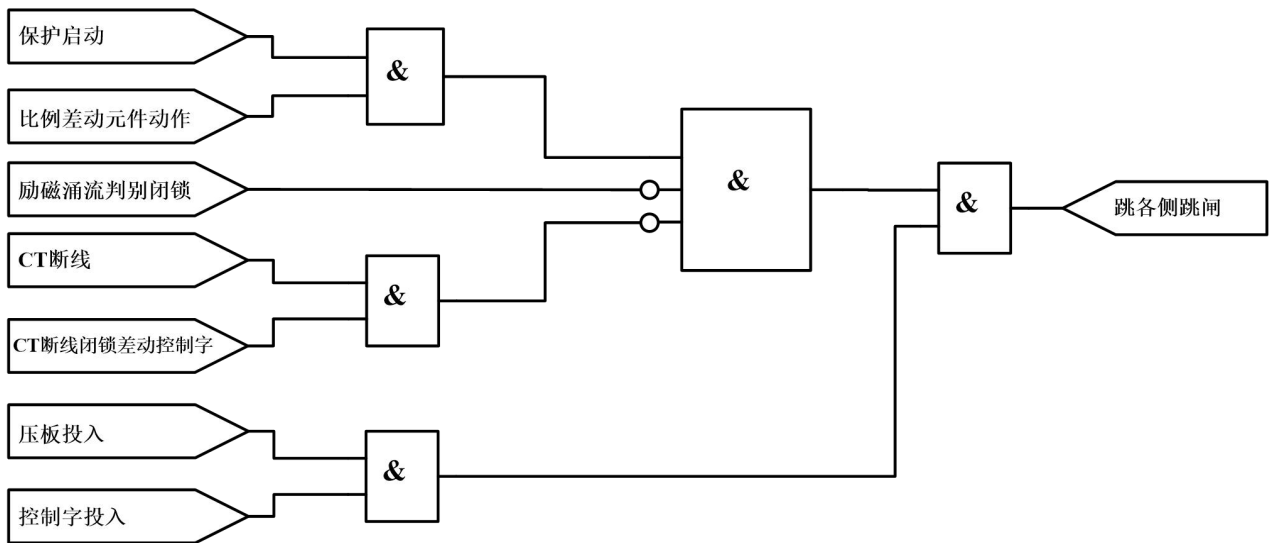 保护启动
&
比例差动元件动作
励磁涌流判别闭锁
&
&
跳各侧跳闸
CT断线
&
CT断线闭锁差动控制字
压板投入
&
控制字投入